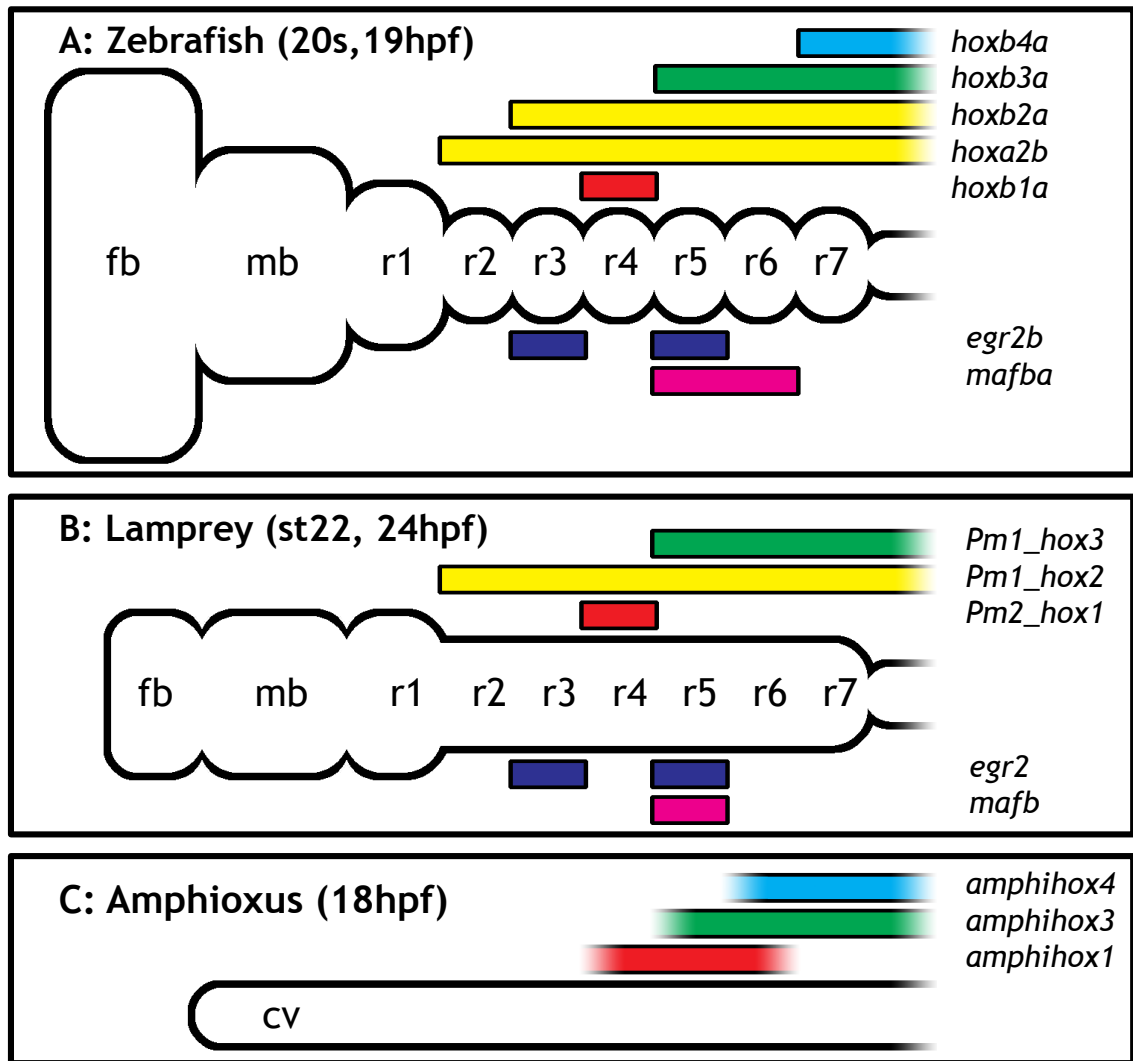 A: Zebrafish (20s,19hpf)
hoxb4a
hoxb3a
hoxb2a
hoxa2b
hoxb1a
fb mb r1 r2 r3 r4 r5 r6 r7
egr2b
mafba
B: Lamprey (st22, 24hpf)
Pm1_hox3
Pm1_hox2
Pm2_hox1
fb mb r1 r2 r3 r4 r5 r6 r7
egr2
mafb
C: Amphioxus (18hpf)
amphihox4
amphihox3
amphihox1
cv